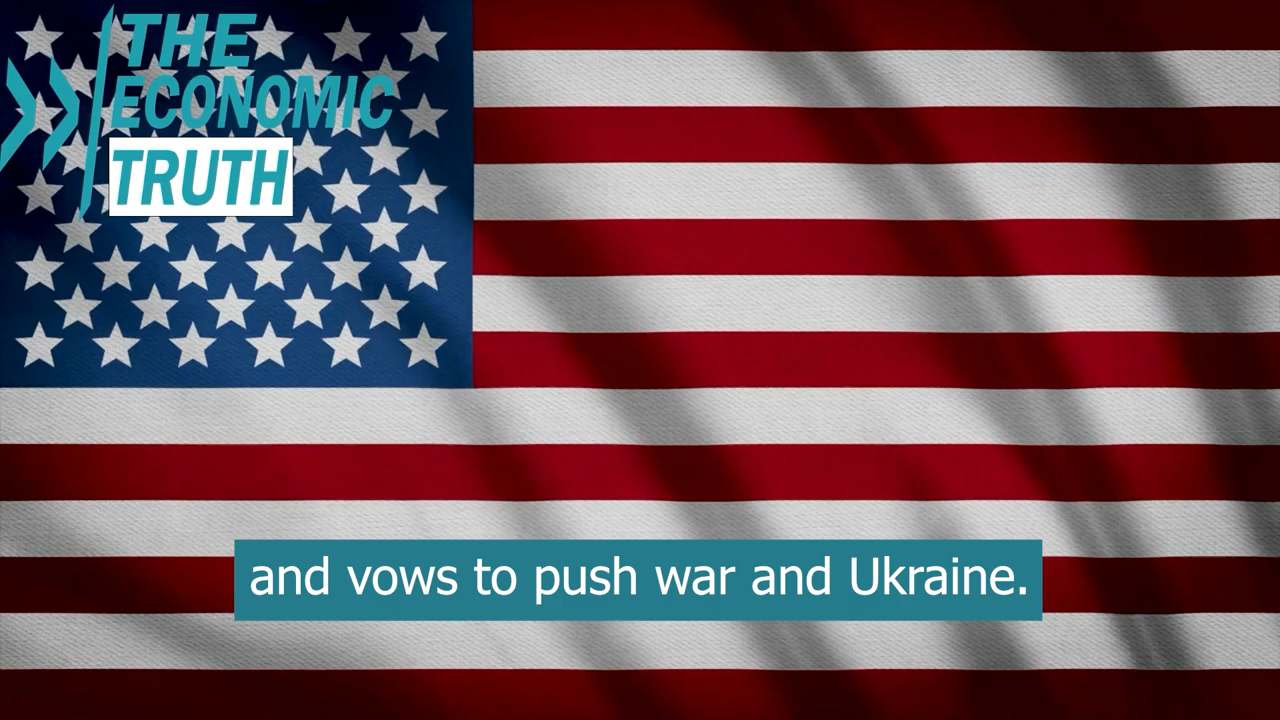 THE
ECONOMIC
TRUTH
and vows to push war and Ukraine.